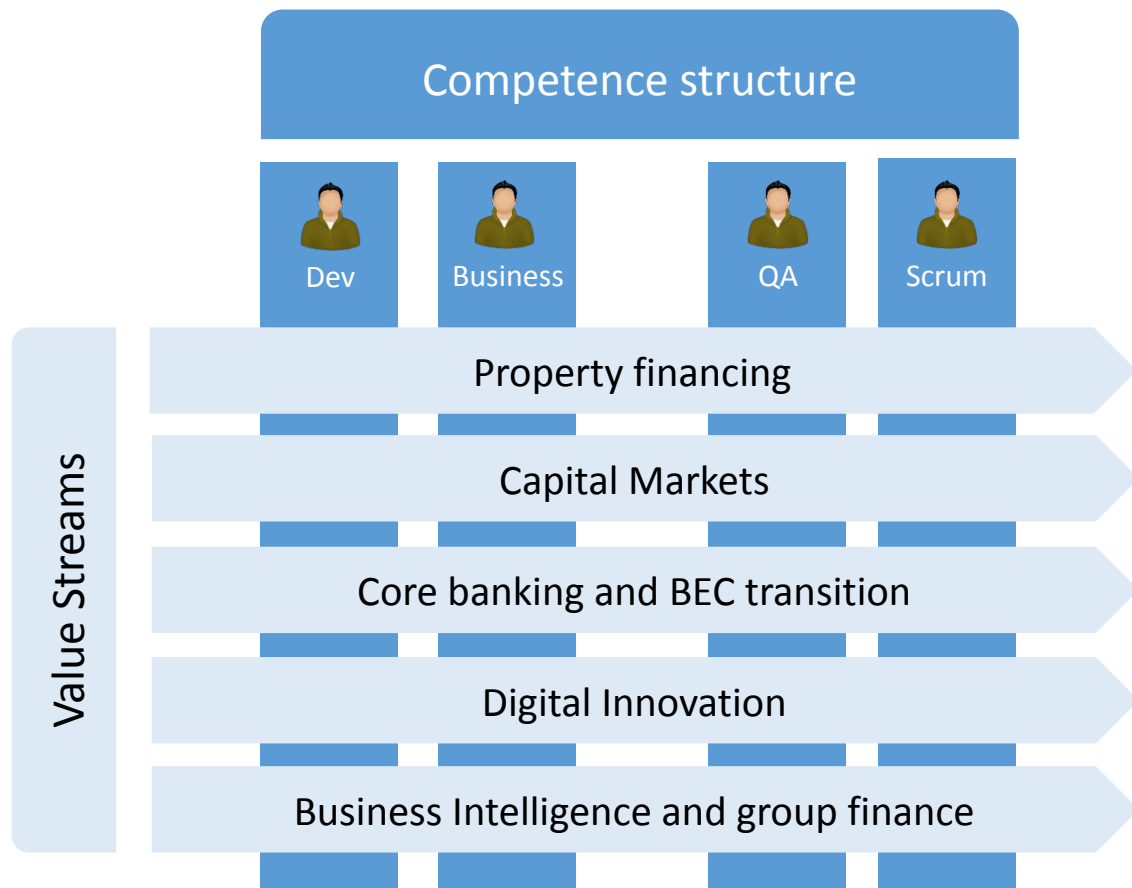 Competence structure
Dev
Business
QA
Scrum
Value Streams
Property financing
Capital Markets
Core banking and BEC transition
Digital Innovation
Business Intelligence and group finance